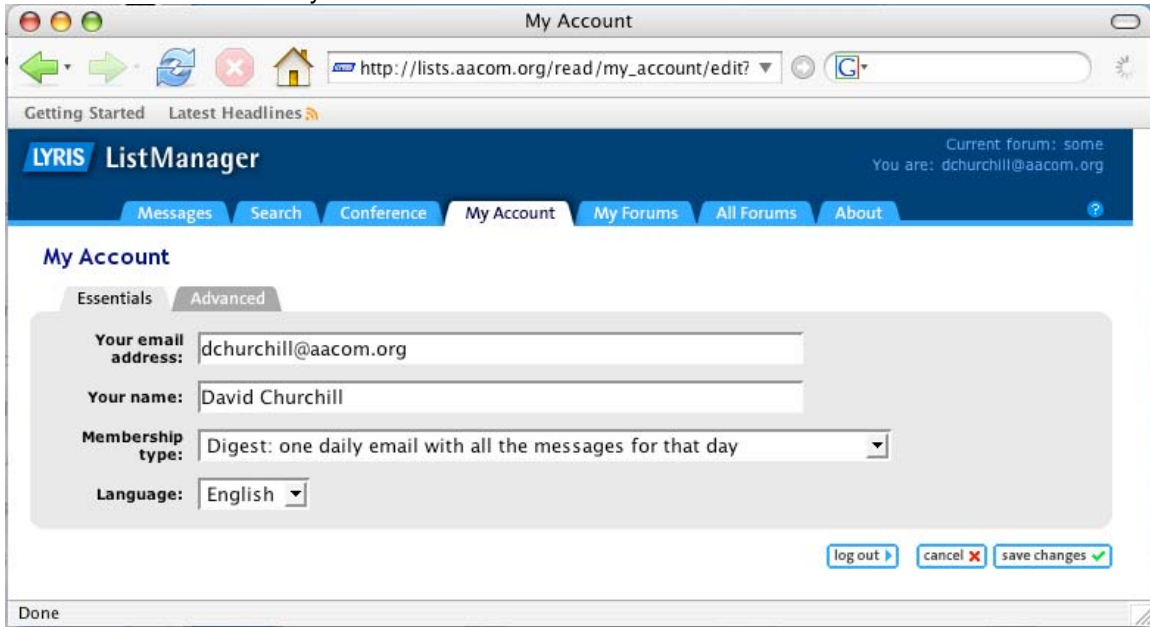 My Account
http://lists.aacom.org/read/my_account/edit?
G
Getting Started Latest Headlines
LYRIS ListManager
Current forum: some
You are: dchurchill@aacom.org
Messages Search Conference My Account My Forums All Forums About ?
My Account
Essentials Advanced
Your email address: dchurchill@aacom.org
Your name: David Churchill
Membership type: Digest: one daily email with all the messages for that day
Language: English
log out cancel save changes
Done